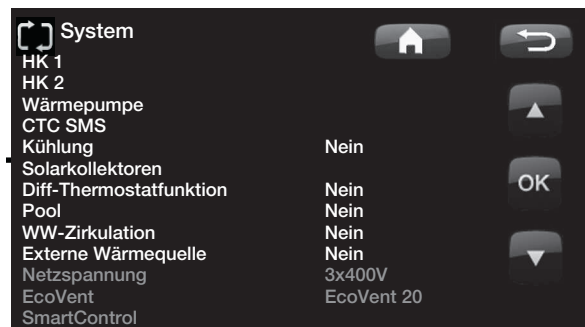 System
HK 1
HK 2
Wärmepumpe
CTC SMS
Kühlung Nein
Solarkollektoren
Diff-Thermostatfunktion Nein
Pool Nein
WW-Zirkulation Nein
Externe Wärmequelle Nein
Netzspannung 3x400V
EcoVent EcoVent 20
SmartControl
OK